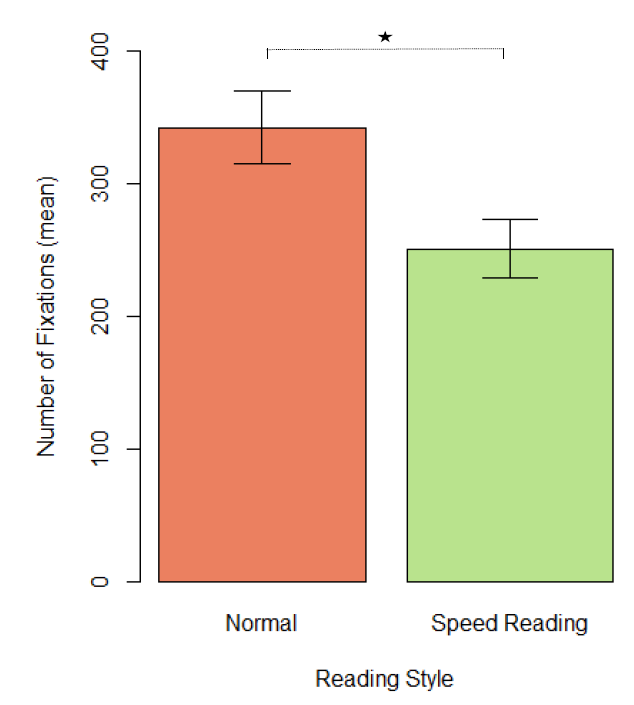 ★
400
300
200
100
0
Number of Fixations (mean)
Normal
Speed Reading
Reading Style